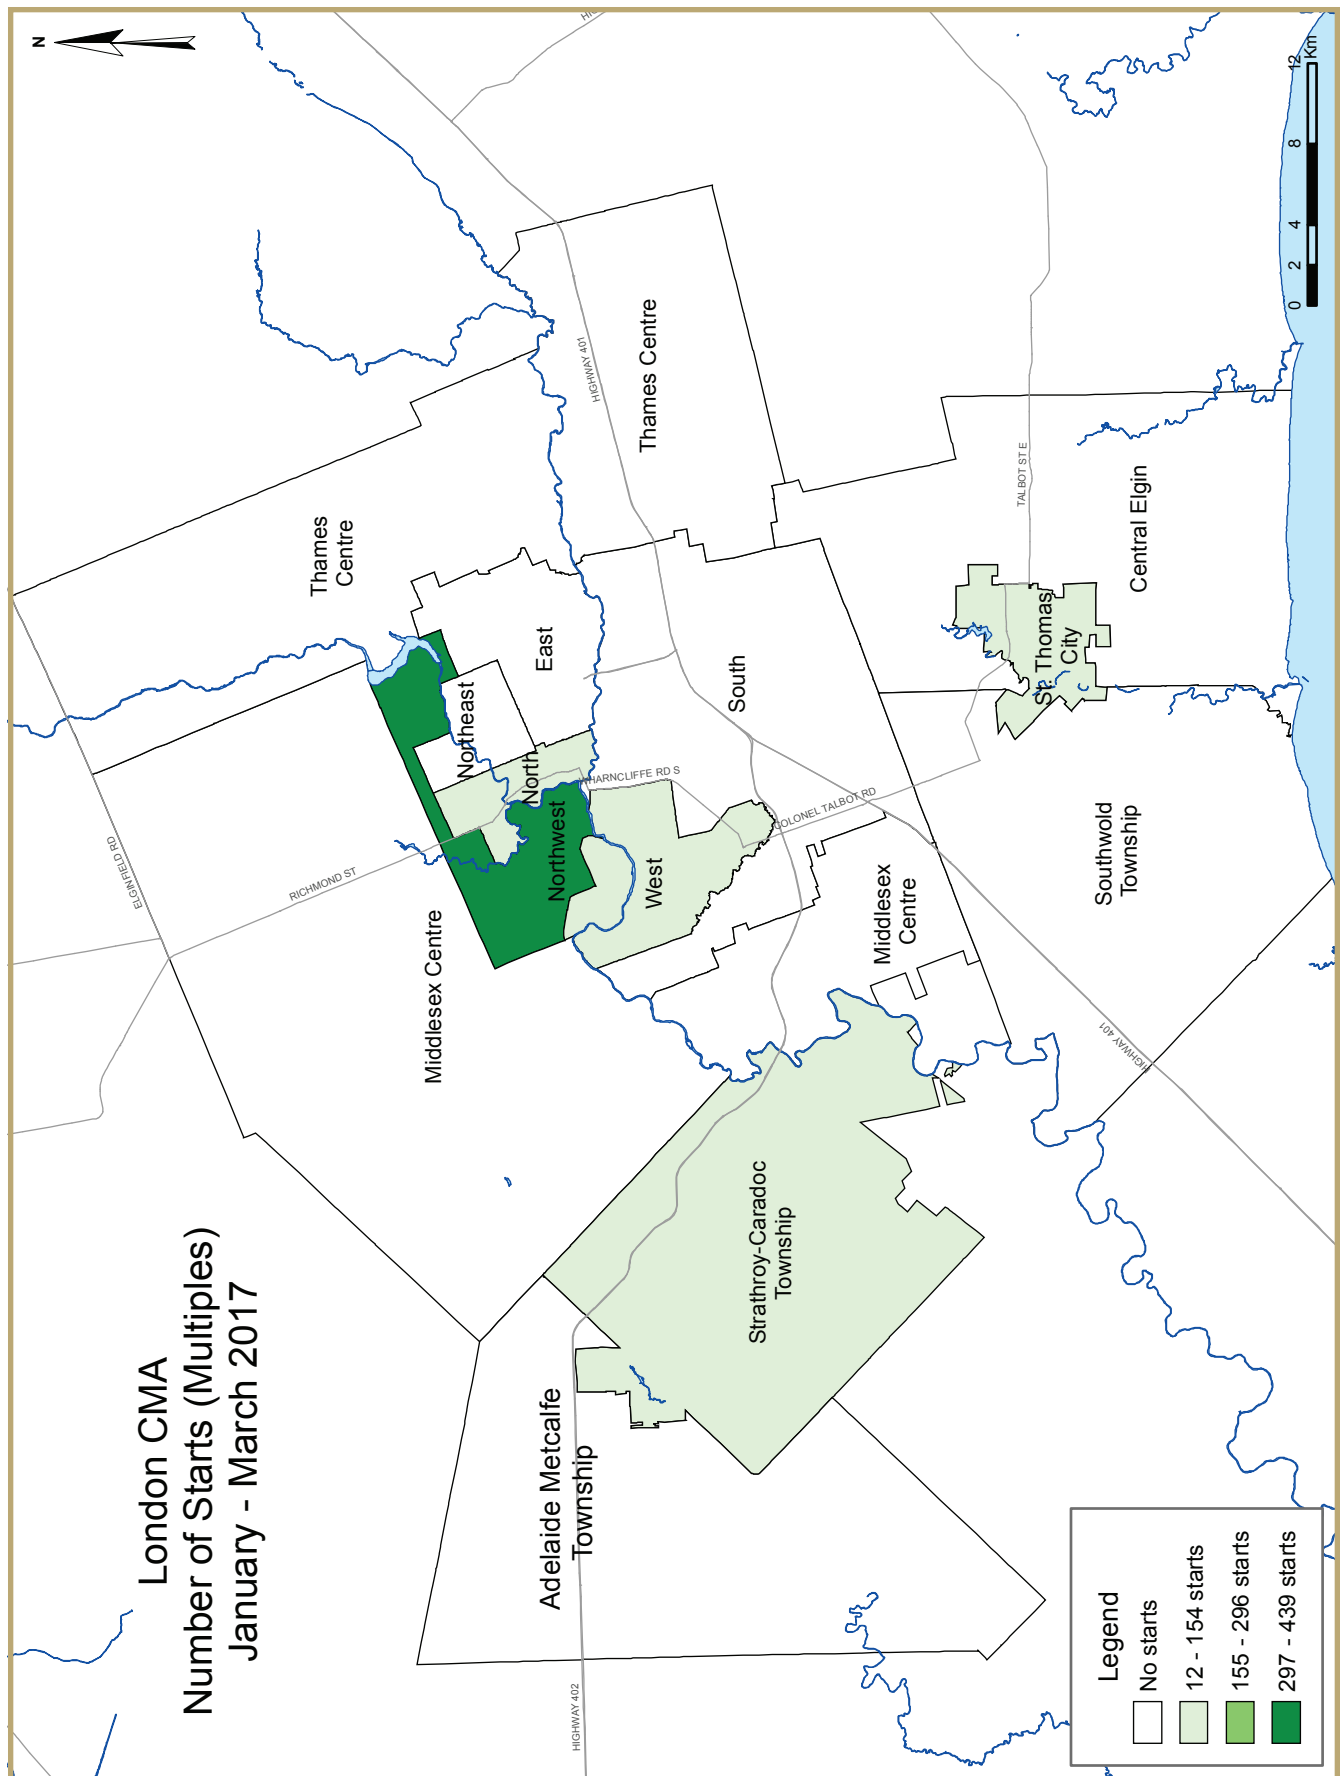 London CMA
Number of Starts (Multiples)
January - March 2017
N
ELGINFIELD RD
RICHMOND ST
Thames
Centre
Middlesex Centre
Northeast
North
East
Northwest
West
South
WHARNCLIFFE RD S
HIGHWAY 401
Thames Centre
Adelaide Metcalfe
Township
HIGHWAY 402
Strathroy-Caradoc
Township
Middlesex
Centre
COLONEL TALBOT RD
TALBOT ST E
St. Thomas
City
Central Elgin
Southwold
Township
HIGHWAY 401
Legend
No starts
12 - 154 starts
155 - 296 starts
297 - 439 starts
0 2 4 8 12
Km